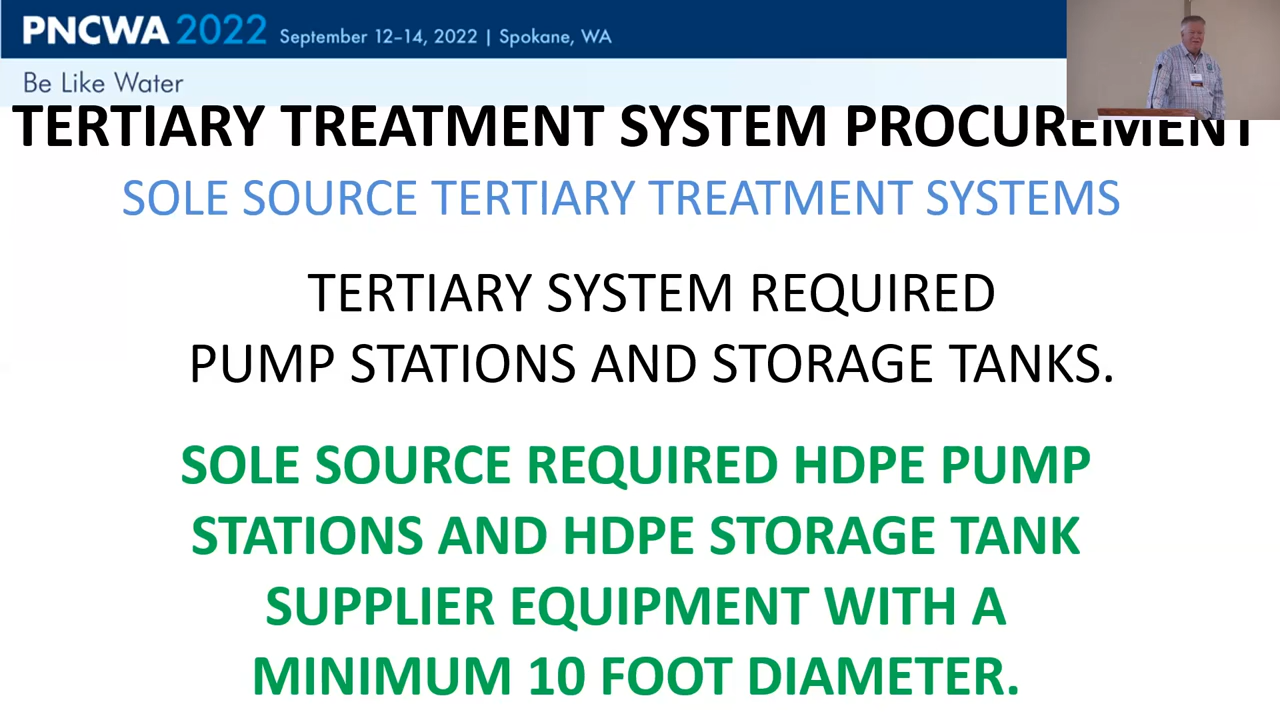 PNCWA 2022 September 12–14, 2022 | Spokane, WA
Be Like Water
TERTIARY TREATMENT SYSTEM PROCUREMENT
SOLE SOURCE TERTIARY TREATMENT SYSTEMS
TERTIARY SYSTEM REQUIRED
PUMP STATIONS AND STORAGE TANKS.
SOLE SOURCE REQUIRED HDPE PUMP
STATIONS AND HDPE STORAGE TANK
SUPPLIER EQUIPMENT WITH A
MINIMUM 10 FOOT DIAMETER.